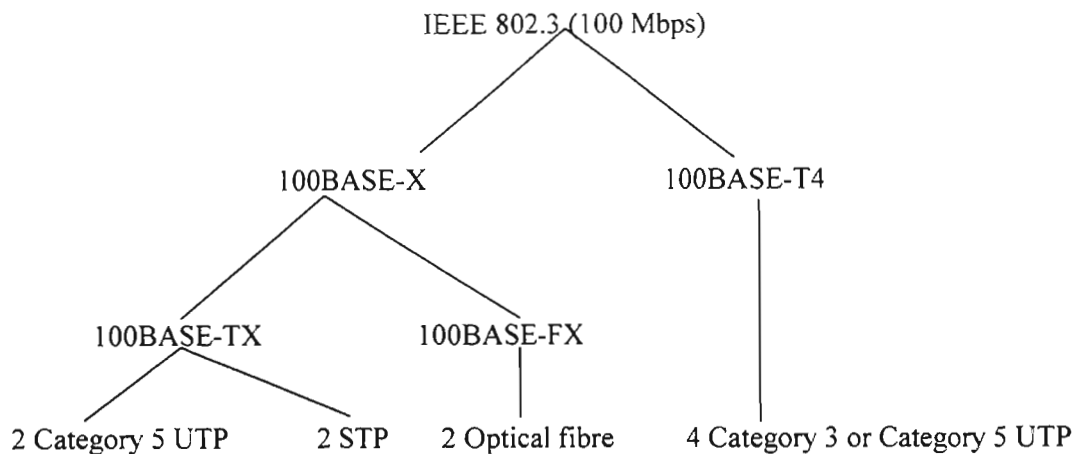 IEEE 802.3 (100 Mbps)
100BASE-X
100BASE-T4
100BASE-TX
100BASE-FX
2 Category 5 UTP
2 STP
2 Optical fibre
4 Category 3 or Category 5 UTP